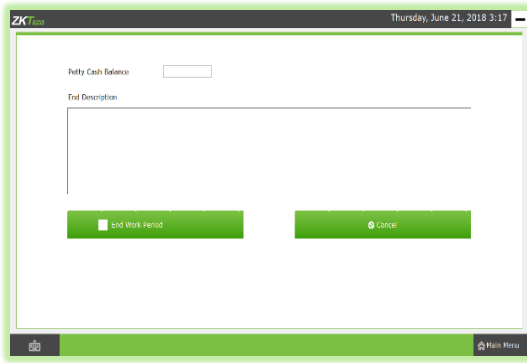 ZKTeco
Thursday, June 21, 2018 3:17
Petty Cash Balance
End Description
End Work Period
Cancel
Main Menu